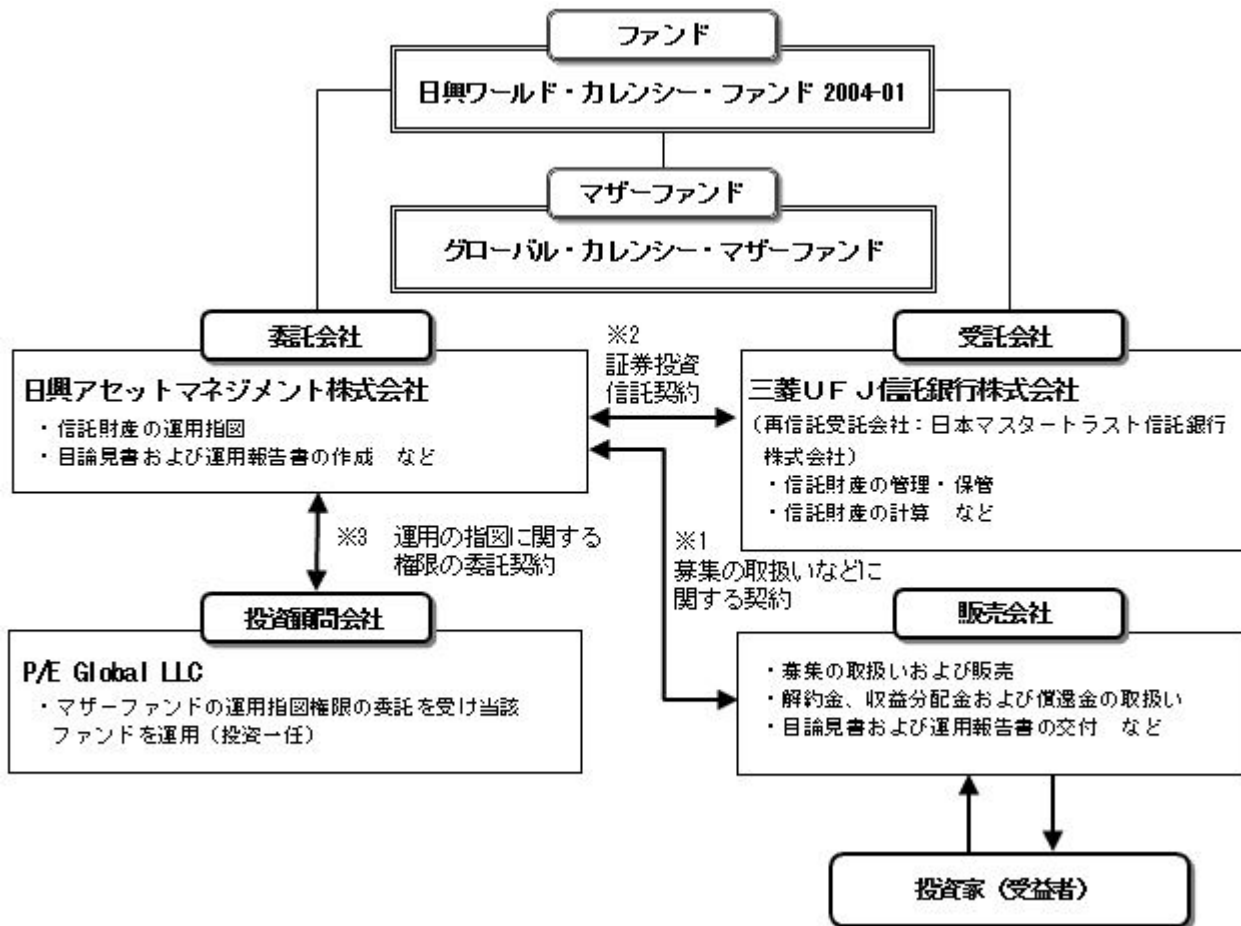 ファンド
日興ワールド・カレンシー・ファンド 2004-01
マザーファンド
グローバル・カレンシー・マザーファンド
委託会社
日興アセットマネジメント株式会社
・信託財産の運用指図
・目論見書および運用報告書の作成 など
※2
証券投資
信託契約
受託会社
三菱UFJ信託銀行株式会社
（再信託受託会社：日本マスタートラスト信託銀行
株式会社）
・信託財産の管理・保管
・信託財産の計算 など
※3 運用の指図に関する
権限の委託契約
※1
募集の取扱いなどに
関する契約
投資顧問会社
P/E Global LLC
・マザーファンドの運用指図権限の委託を受け当該
ファンドを運用（投資一任）
販売会社
・募集の取扱いおよび販売
・解約金、収益分配金および償還金の取扱い
・目論見書および運用報告書の交付 など
投資家（受益者）